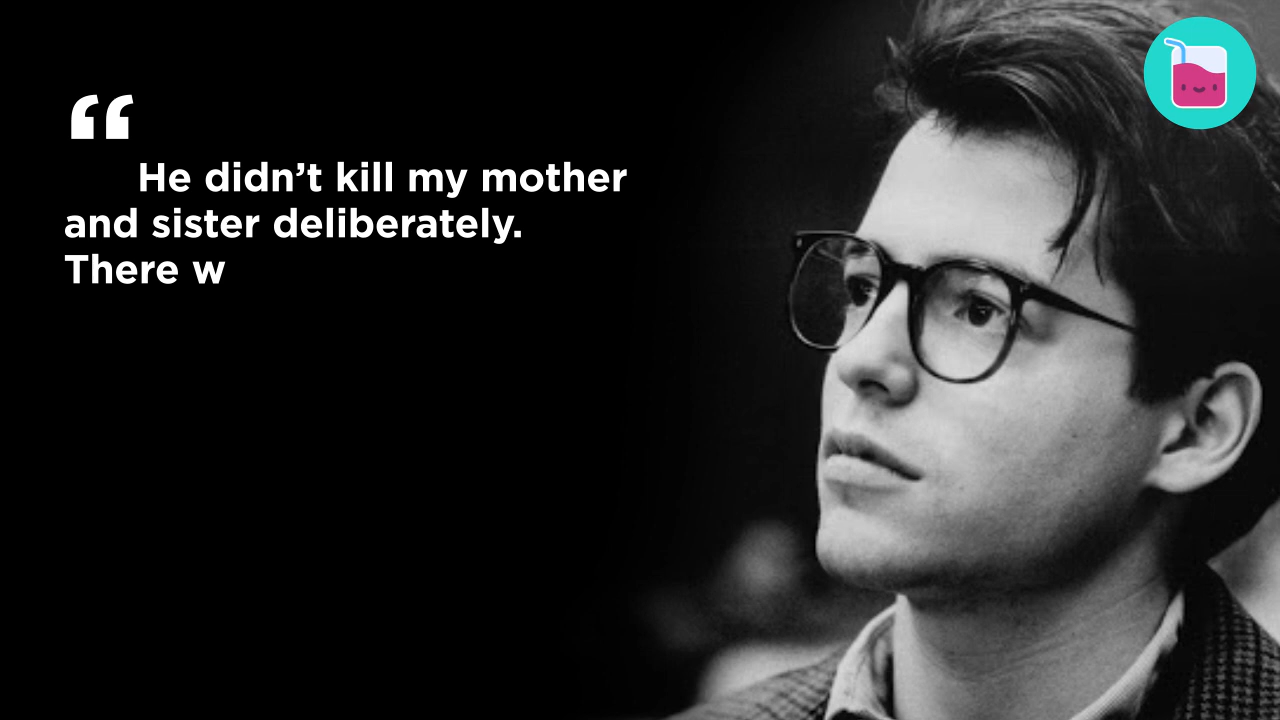 “
He didn’t kill my mother
and sister deliberately.
There w